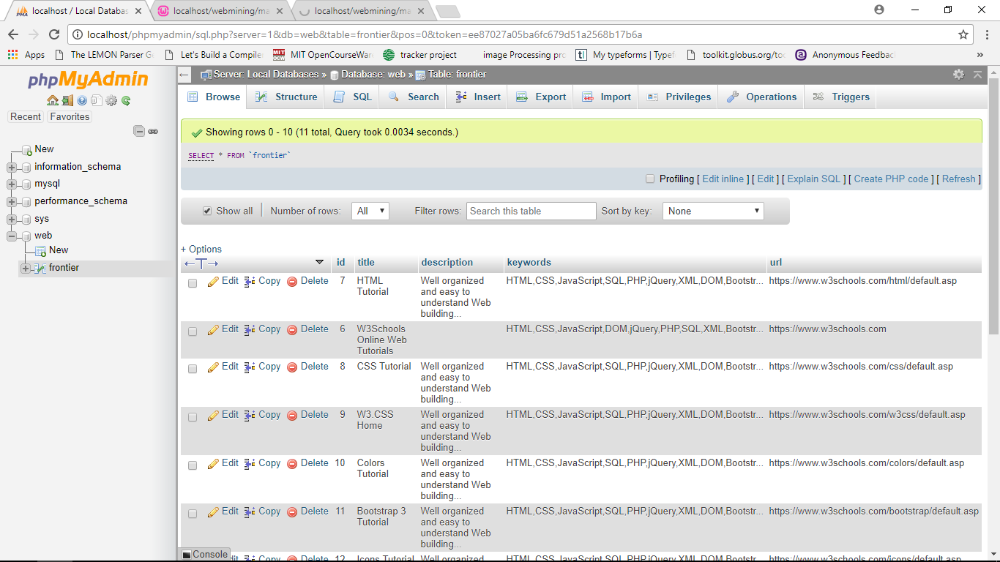 localhost / Local Databas
localhost/webmining/ma
localhost/webmining/ma
localhost/phpmyadmin/sql.php?server=1&db=web&table=frontier&pos=0&token=ee87027a05ba6fc679d51a2568b17b6a
Apps The LEMON Parser Ge Let's Build a Compiler MIT OpenCourseWare tracker project image Processing pro My typeforms | Typef toolkit.globus.org/too Anonymous Feedbac »
phpMyAdmin
Recent Favorites
New
information_schema
mysql
performance_schema
sys
web
New
frontier
Server: Local Databases » Database: web » Table: frontier
Browse Structure SQL Search Insert Export Import Privileges Operations Triggers
Showing rows 0 - 10 (11 total, Query took 0.0034 seconds.)
SELECT * FROM `frontier`
Profiling [ Edit inline ] [ Edit ] [ Explain SQL ] [ Create PHP code ] [ Refresh ]
Show all Number of rows: All Filter rows: Search this table Sort by key: None
+ Options
←T→ id title description keywords url
Edit Copy Delete 7 HTML Well organized HTML,CSS,JavaScript,SQL,PHP,jQuery,XML,DOM,Bootstr... https://www.w3schools.com/html/default.asp
Tutorial and easy to
understand Web
building...
Edit Copy Delete 6 W3Schools HTML,CSS,JavaScript,DOM,jQuery,PHP,SQL,XML,Bootstr... https://www.w3schools.com
Online Web
Tutorials
Edit Copy Delete 8 CSS Tutorial Well organized HTML,CSS,JavaScript,SQL,PHP,jQuery,XML,DOM,Bootstr... https://www.w3schools.com/css/default.asp
and easy to
understand Web
building...
Edit Copy Delete 9 W3.CSS Well organized HTML,CSS,JavaScript,SQL,PHP,jQuery,XML,DOM,Bootstr... https://www.w3schools.com/w3css/default.asp
Home and easy to
understand Web
building...
Edit Copy Delete 10 Colors Well organized HTML,CSS,JavaScript,SQL,PHP,jQuery,XML,DOM,Bootstr... https://www.w3schools.com/colors/default.asp
Tutorial and easy to
understand Web
building...
Edit Copy Delete 11 Bootstrap 3 Well organized HTML,CSS,JavaScript,SQL,PHP,jQuery,XML,DOM,Bootstr... https://www.w3schools.com/bootstrap/default.asp
Tutorial and easy to
understand Web
building...
Console
Edit Copy Delete 12 Icons Tutorial Well organized HTML,CSS,JavaScript,SQL,PHP,jQuery,XML,DOM,Bootstr... https://www.w3schools.com/icons/default.asp